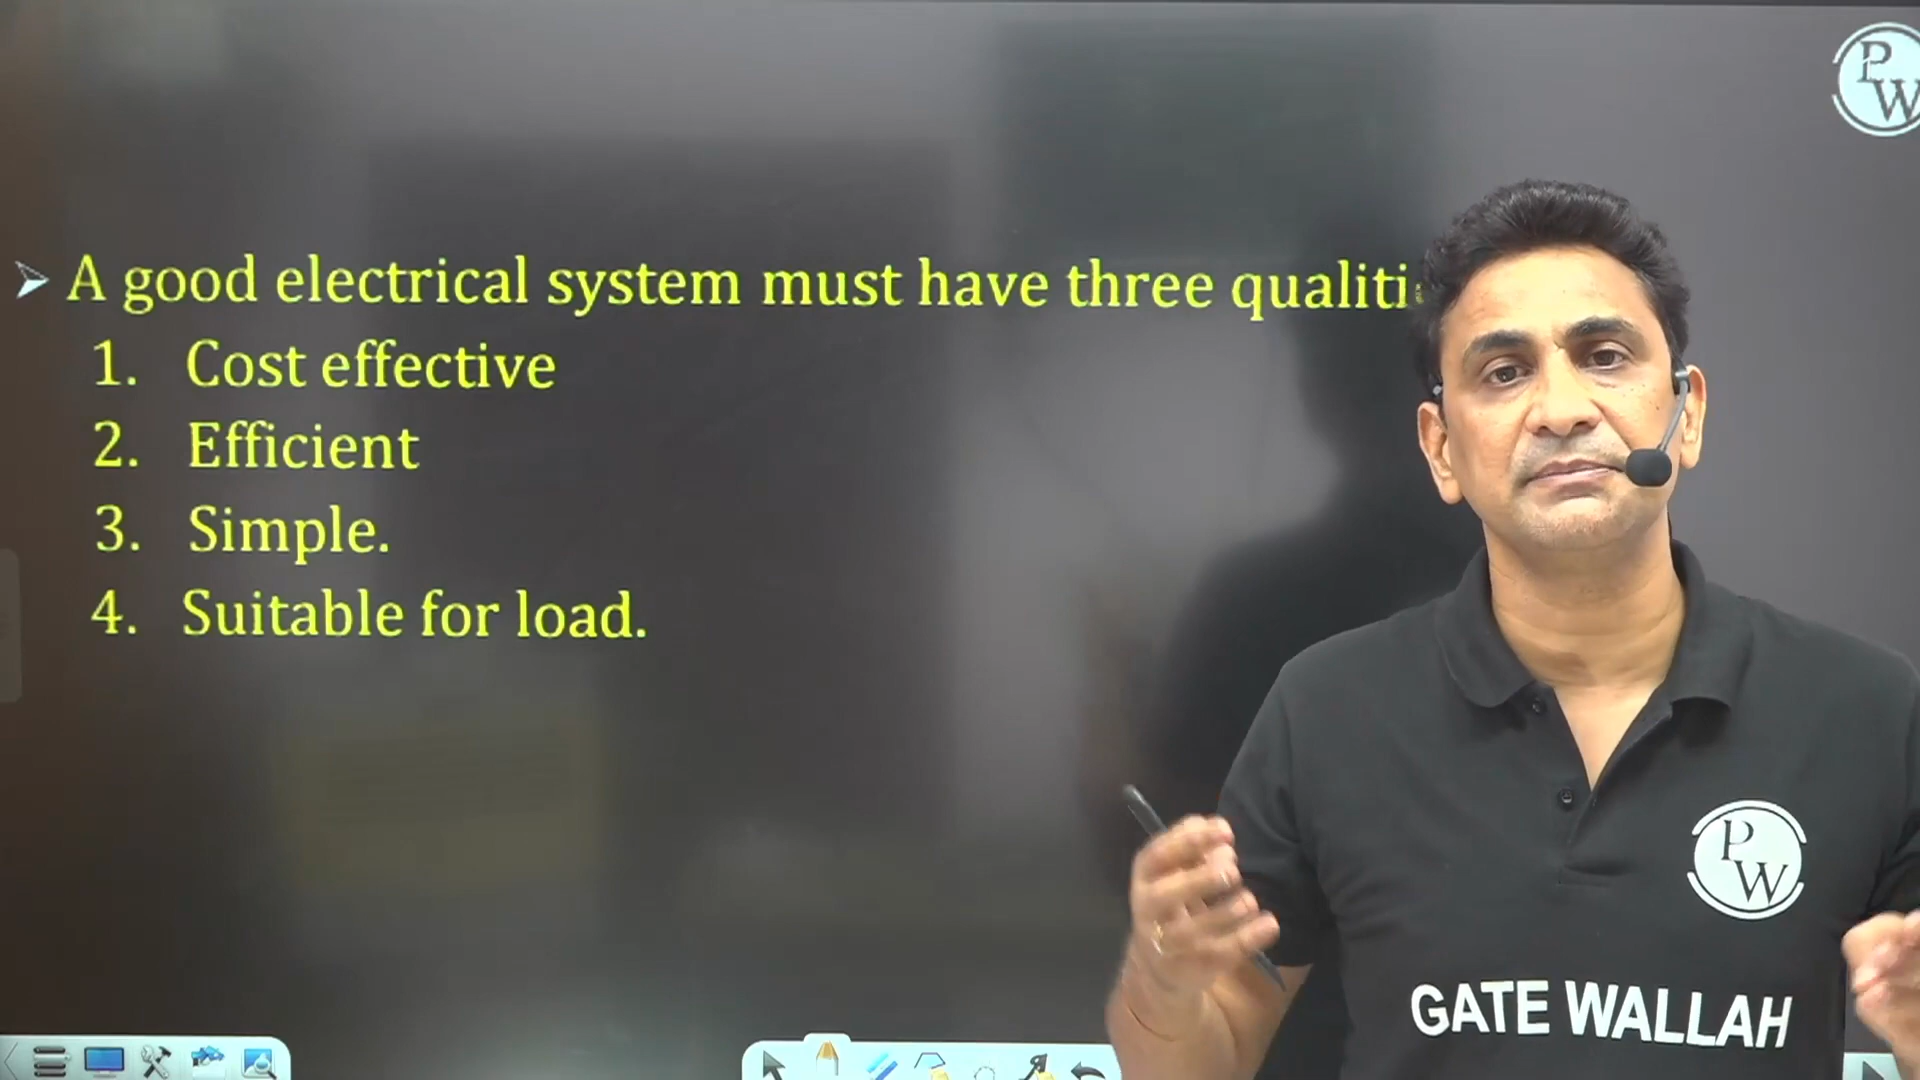 PW
➤ A good electrical system must have three qualiti
1. Cost effective
2. Efficient
3. Simple.
4. Suitable for load.
PW
GATE WALLAH